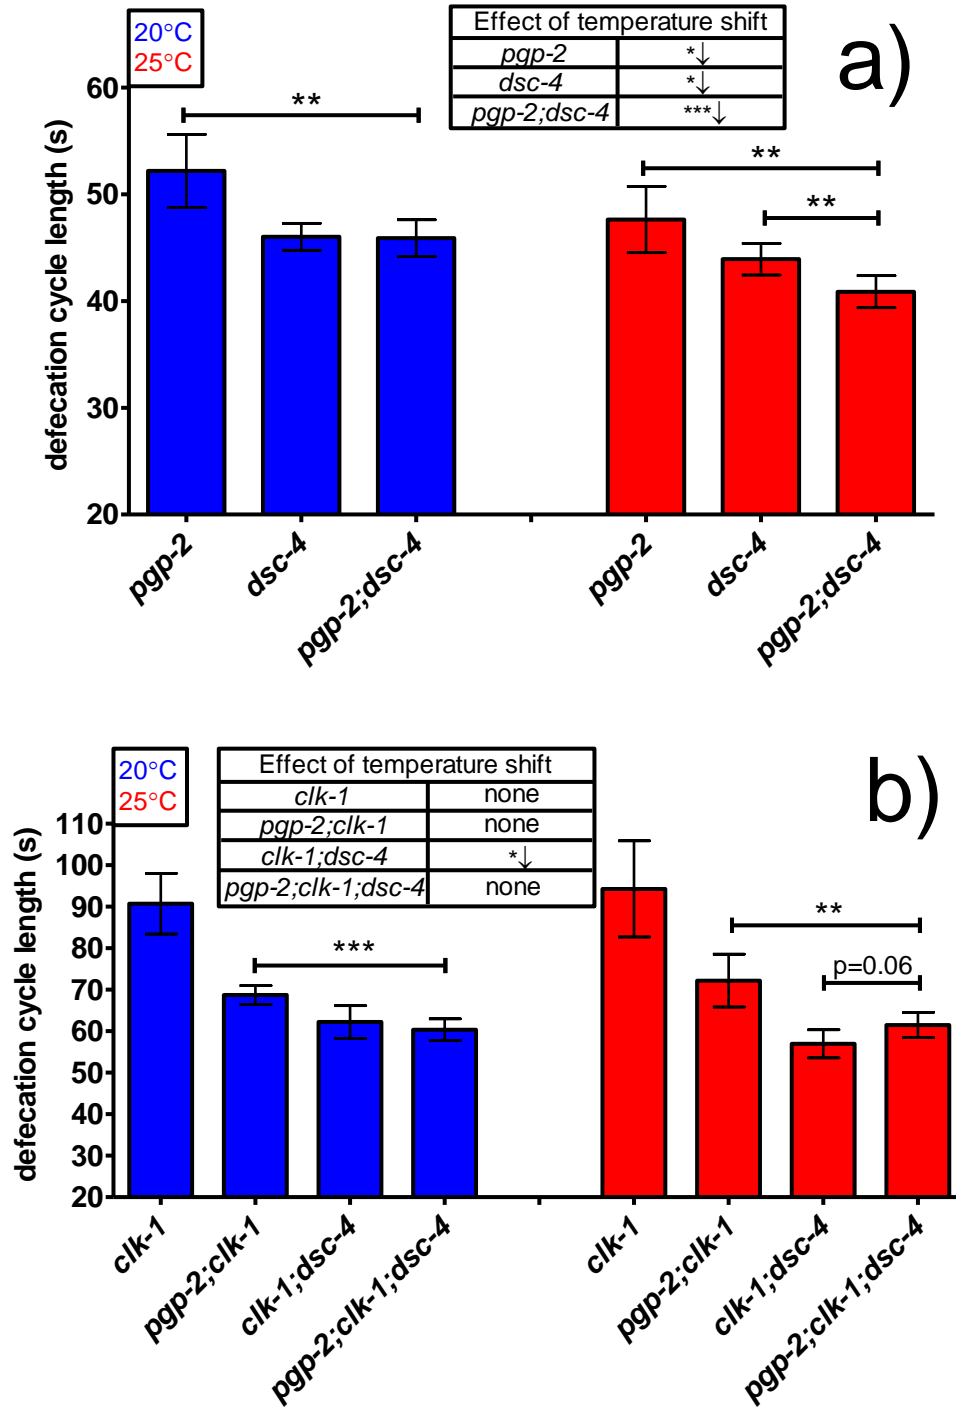 20°C
25°C
Effect of temperature shift
pgp-2 *↓
dsc-4 *↓
pgp-2;dsc-4 ***↓
a)
defecation cycle length (s)
60
50
40
30
20
**
**
**
pgp-2
dsc-4
pgp-2;dsc-4
pgp-2
dsc-4
pgp-2;dsc-4
20°C
25°C
Effect of temperature shift
clk-1 none
pgp-2;clk-1 none
clk-1;dsc-4 *↓
pgp-2;clk-1;dsc-4 none
b)
defecation cycle length (s)
110
100
90
80
70
60
50
40
30
20
***
**
p=0.06
clk-1
pgp-2;clk-1
clk-1;dsc-4
pgp-2;clk-1;dsc-4
clk-1
pgp-2;clk-1
clk-1;dsc-4
pgp-2;clk-1;dsc-4